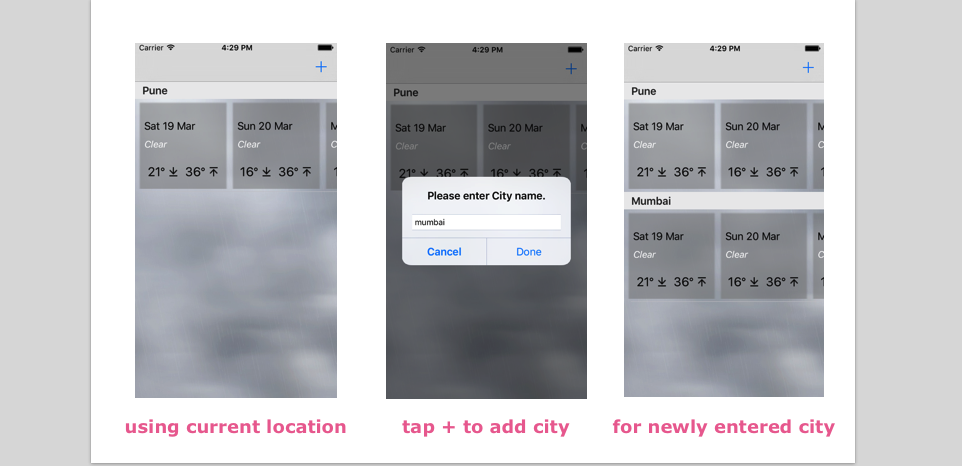 Carrier 4:29 PM
+
Pune
Sat 19 Mar
Clear
21° 36°
Sun 20 Mar
Clear
16° 36°
M
using current location
Carrier 4:29 PM
+
Pune
Sat 19 Mar
Clear
21° 36°
Sun 20 Mar
Clear
16° 36°
Please enter City name.
mumbai
Cancel Done
tap + to add city
Carrier 4:29 PM
+
Pune
Sat 19 Mar
Clear
21° 36°
Sun 20 Mar
Clear
16° 36°
M
Mumbai
Sat 19 Mar
Clear
21° 36°
Sun 20 Mar
Clear
16° 36°
M
for newly entered city